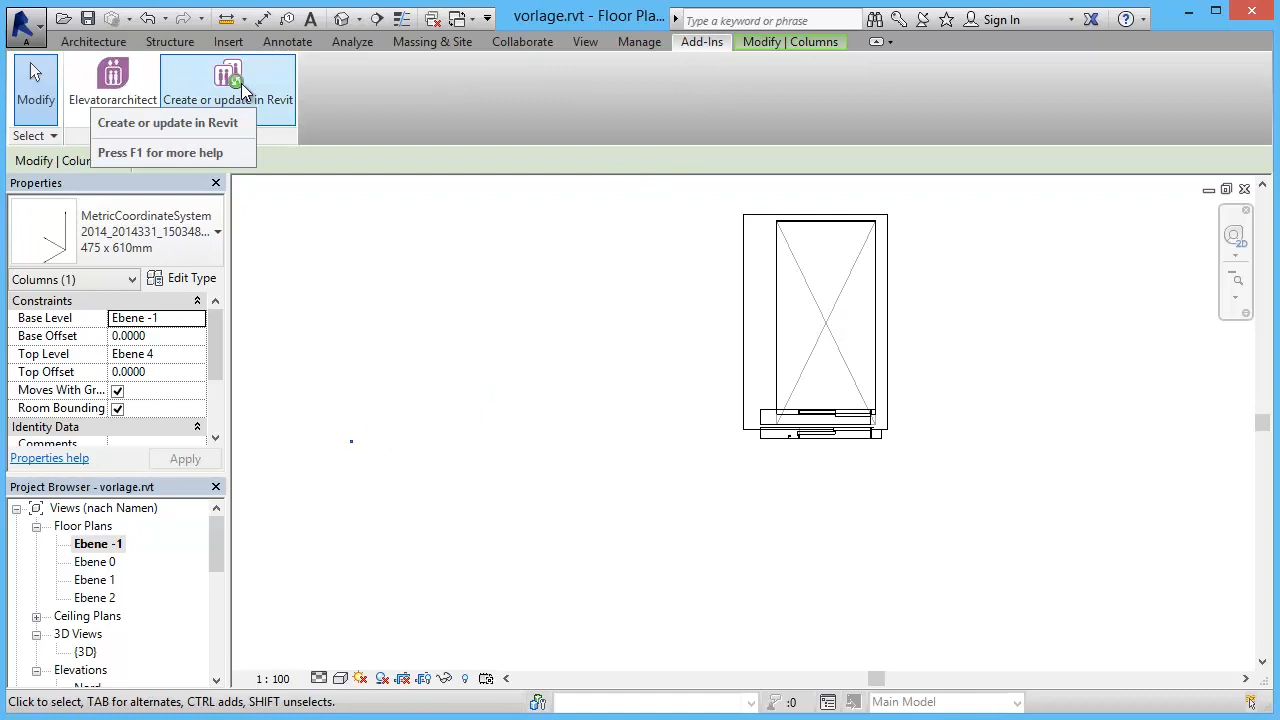 vorlage.rvt - Floor Pla...
Type a keyword or phrase
Sign In
A
Architecture
Structure
Insert
Annotate
Analyze
Massing & Site
Collaborate
View
Manage
Add-Ins
Modify | Columns
Modify
Elevatorarchitect
Create or update in Revit
Select
Create or update in Revit
Press F1 for more help
Modify | Colu
Properties
MetricCoordinateSystem
2014_2014331_150348...
475 x 610mm
Columns (1)
Edit Type
Constraints
Base Level
Ebene -1
Base Offset
0.0000
Top Level
Ebene 4
Top Offset
0.0000
Moves With Gr...
Room Bounding
Identity Data
Comments
Properties help
Apply
Project Browser - vorlage.rvt
Views (nach Namen)
Floor Plans
Ebene -1
Ebene 0
Ebene 1
Ebene 2
Ceiling Plans
3D Views
{3D}
Elevations
Nord
2D
1 : 100
Click to select, TAB for alternates, CTRL adds, SHIFT unselects.
:0
Main Model